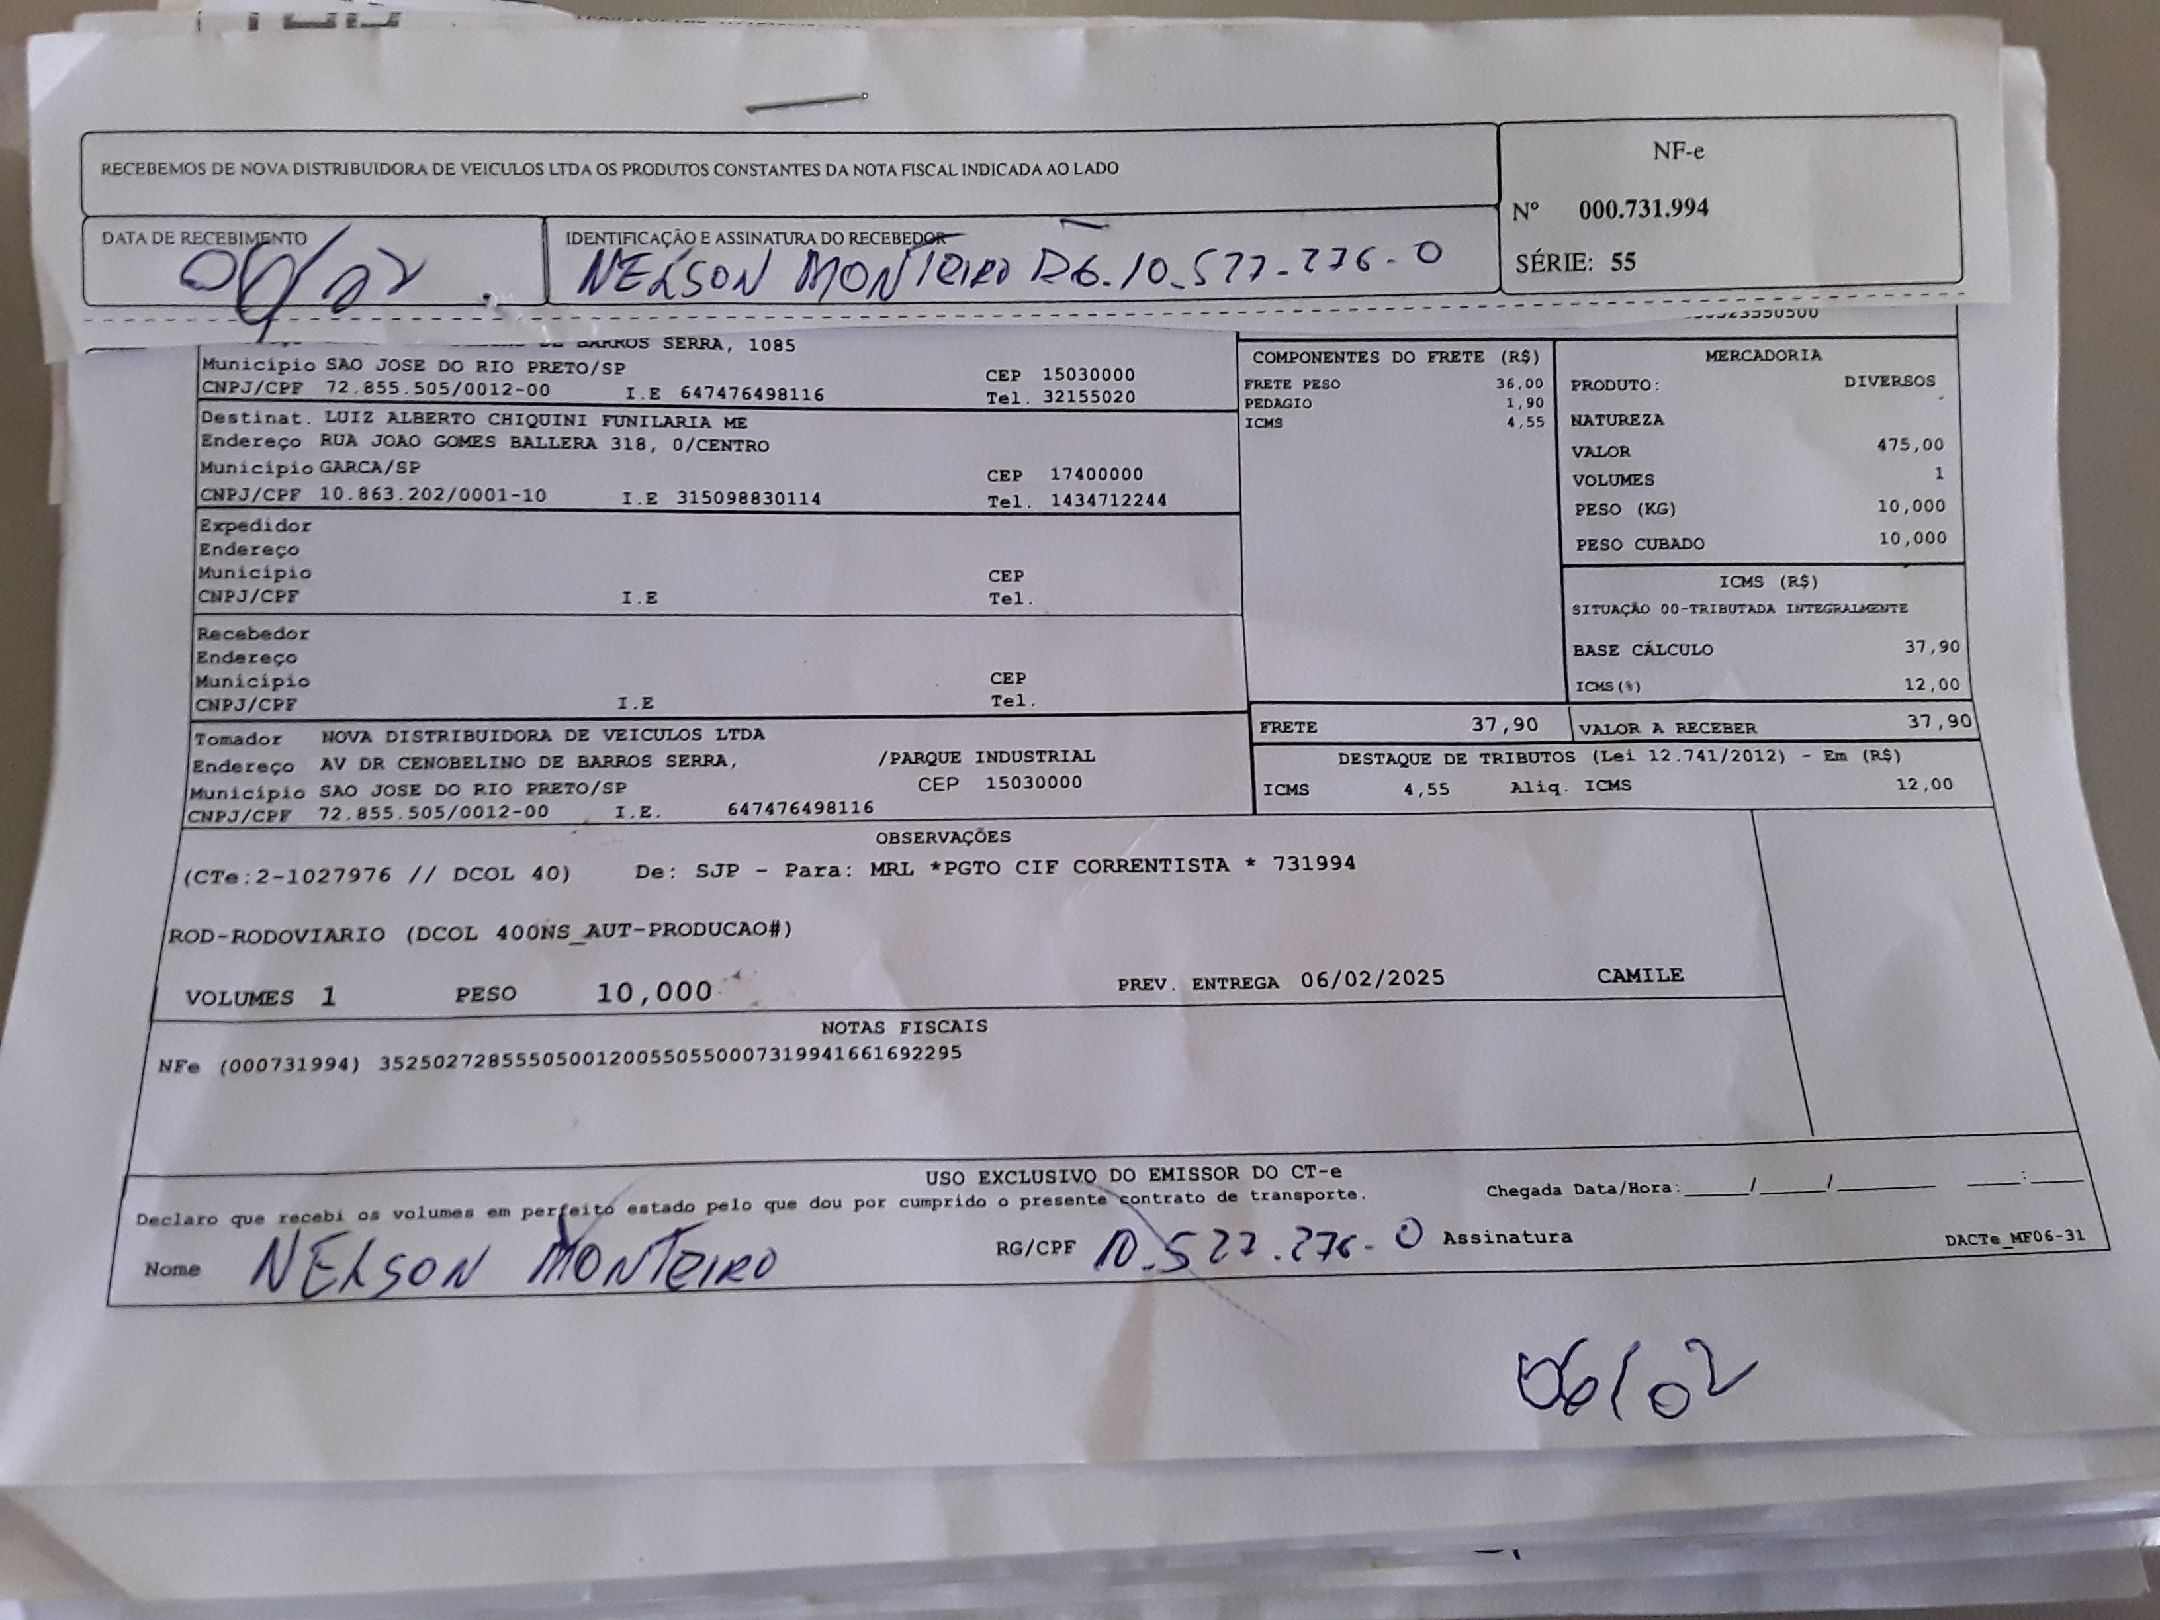 RECEBEMOS DE NOVA DISTRIBUIDORA DE VEICULOS LTDA OS PRODUTOS CONSTANTES DA NOTA FISCAL INDICADA AO LADO
NF-e
Nº 000.731.994
SÉRIE: 55
DATA DE RECEBIMENTO
IDENTIFICAÇÃO E ASSINATURA DO RECEBEDOR
NELSON MONTEIRO RG.10.527.276-0
BARROS SERRA, 1085
Município SAO JOSE DO RIO PRETO/SP CEP 15030000
CNPJ/CPF 72.855.505/0012-00 I.E 647476498116 Tel. 32155020
Destinat. LUIZ ALBERTO CHIQUINI FUNILARIA ME
Endereço RUA JOAO GOMES BALLERA 318, 0/CENTRO
Município GARCA/SP CEP 17400000
CNPJ/CPF 10.863.202/0001-10 I.E 315098830114 Tel. 1434712244
Expedidor
Endereço
Município CEP
CNPJ/CPF I.E Tel.
Recebedor
Endereço
Município CEP
CNPJ/CPF I.E Tel.
Tomador NOVA DISTRIBUIDORA DE VEICULOS LTDA
Endereço AV DR CENOBELINO DE BARROS SERRA, /PARQUE INDUSTRIAL
Município SAO JOSE DO RIO PRETO/SP CEP 15030000
CNPJ/CPF 72.855.505/0012-00 I.E. 647476498116
COMPONENTES DO FRETE (R$)
FRETE PESO 36,00
PEDAGIO 1,90
ICMS 4,55
MERCADORIA
PRODUTO: DIVERSOS
NATUREZA
VALOR 475,00
VOLUMES 1
PESO (KG) 10,000
PESO CUBADO 10,000
ICMS (R$)
SITUAÇÃO 00-TRIBUTADA INTEGRALMENTE
BASE CÁLCULO 37,90
ICMS(%) 12,00
FRETE 37,90 VALOR A RECEBER 37,90
DESTAQUE DE TRIBUTOS (Lei 12.741/2012) - Em (R$)
ICMS 4,55 Aliq. ICMS 12,00
OBSERVAÇÕES
(CTe:2-1027976 // DCOL 40) De: SJP - Para: MRL *PGTO CIF CORRENTISTA * 731994
ROD-RODOVIARIO (DCOL 400NS_AUT-PRODUCAO#)
VOLUMES 1 PESO 10,000 PREV. ENTREGA 06/02/2025 CAMILE
NOTAS FISCAIS
NFe (000731994) 35250272855505001200550550007319941661692295
USO EXCLUSIVO DO EMISSOR DO CT-e
Declaro que recebi os volumes em perfeito estado pelo que dou por cumprido o presente contrato de transporte. Chegada Data/Hora:____/____/______ ___:___
Nome NELSON MONTEIRO RG/CPF 10.527.276-0 Assinatura DACTe_MF06-31
06/02